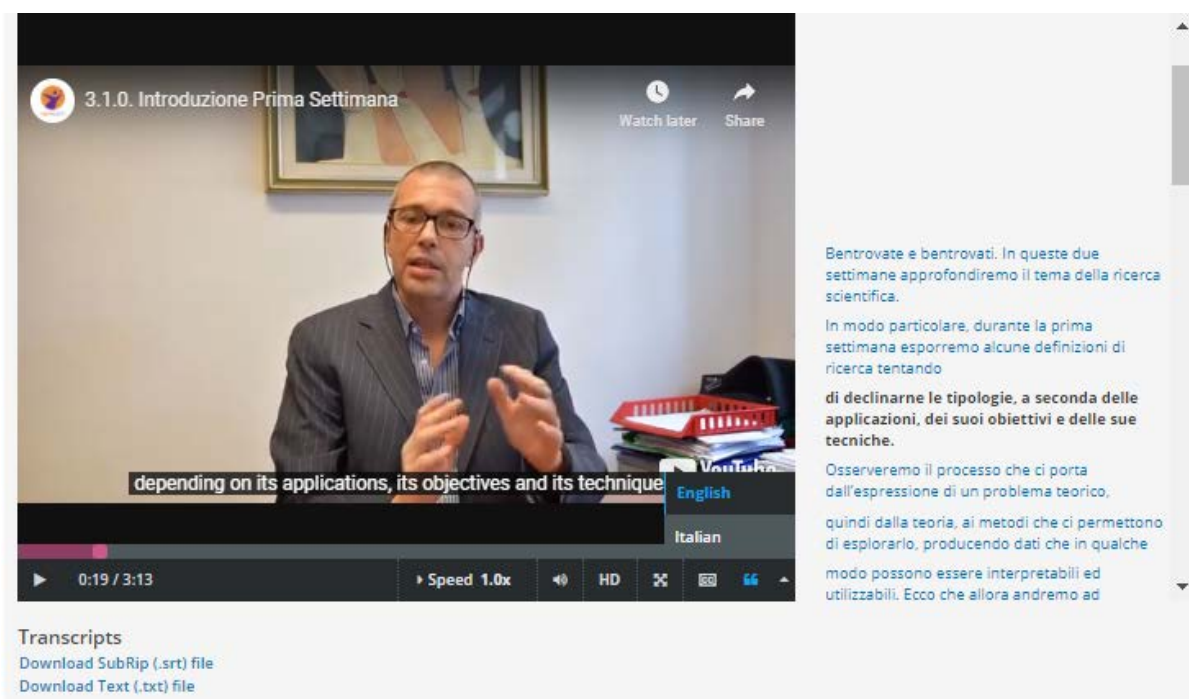 3.1.0. Introduzione Prima Settimana
Watch later
Share
depending on its applications, its objectives and its technique
YouTube
English
Italian
0:19 / 3:13
Speed 1.0x
HD
CC
Bentrovate e bentrovati. In queste due
settimane approfondiremo il tema della ricerca
scientifica.
In modo particolare, durante la prima
settimana esporremo alcune definizioni di
ricerca tentando
di declinarne le tipologie, a seconda delle
applicazioni, dei suoi obiettivi e delle sue
tecniche.
Osserveremo il processo che ci porta
dall'espressione di un problema teorico,
quindi dalla teoria, ai metodi che ci permettono
di esplorarlo, producendo dati che in qualche
modo possono essere interpretabili ed
utilizzabili. Ecco che allora andremo ad
Transcripts
Download SubRip (.srt) file
Download Text (.txt) file